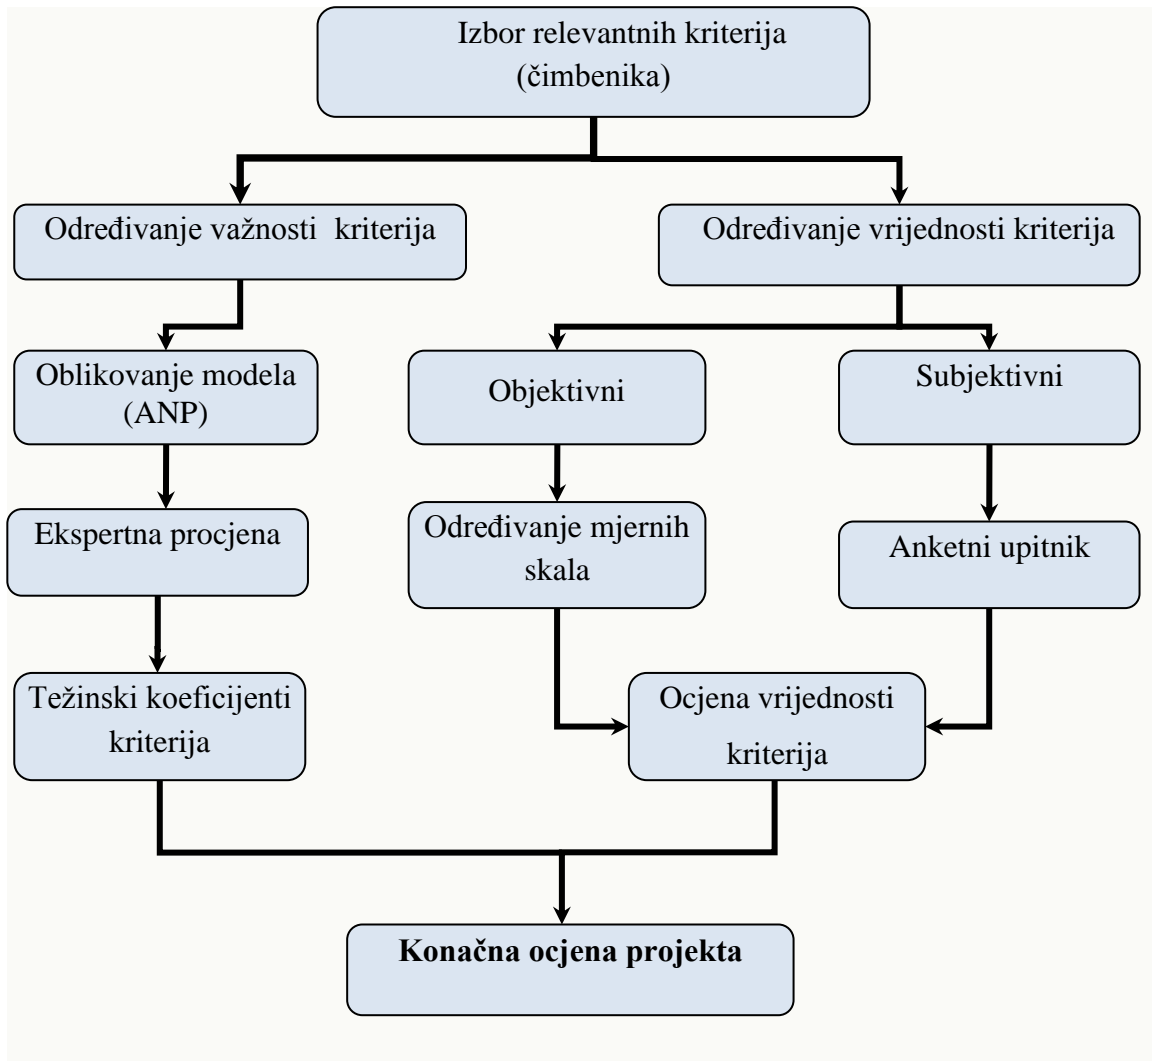 Izbor relevantnih kriterija
(čimbenika)
Određivanje važnosti kriterija
Određivanje vrijednosti kriterija
Oblikovanje modela
(ANP)
Objektivni
Subjektivni
Ekspertna procjena
Određivanje mjernih
skala
Anketni upitnik
Težinski koeficijenti
kriterija
Ocjena vrijednosti
kriterija
Konačna ocjena projekta